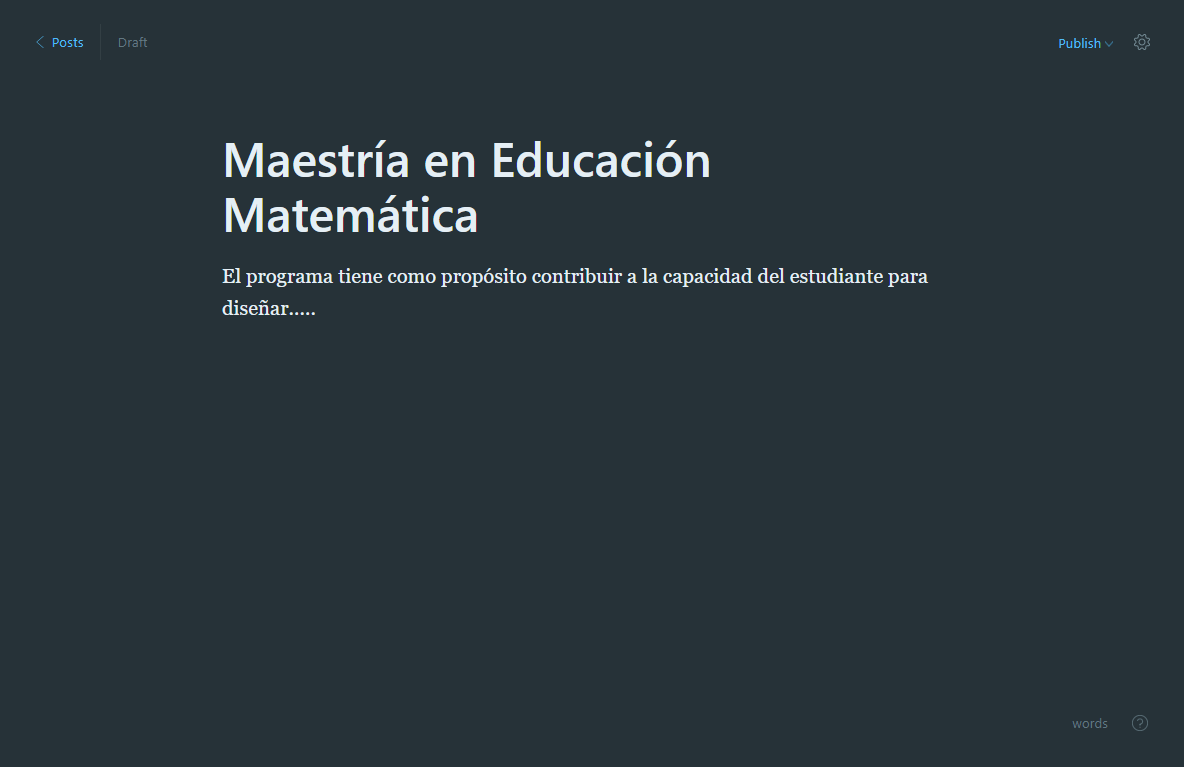 Posts
Draft
Publish
Maestría en Educación
Matemática
El programa tiene como propósito contribuir a la capacidad del estudiante para
diseñar.....
words
?